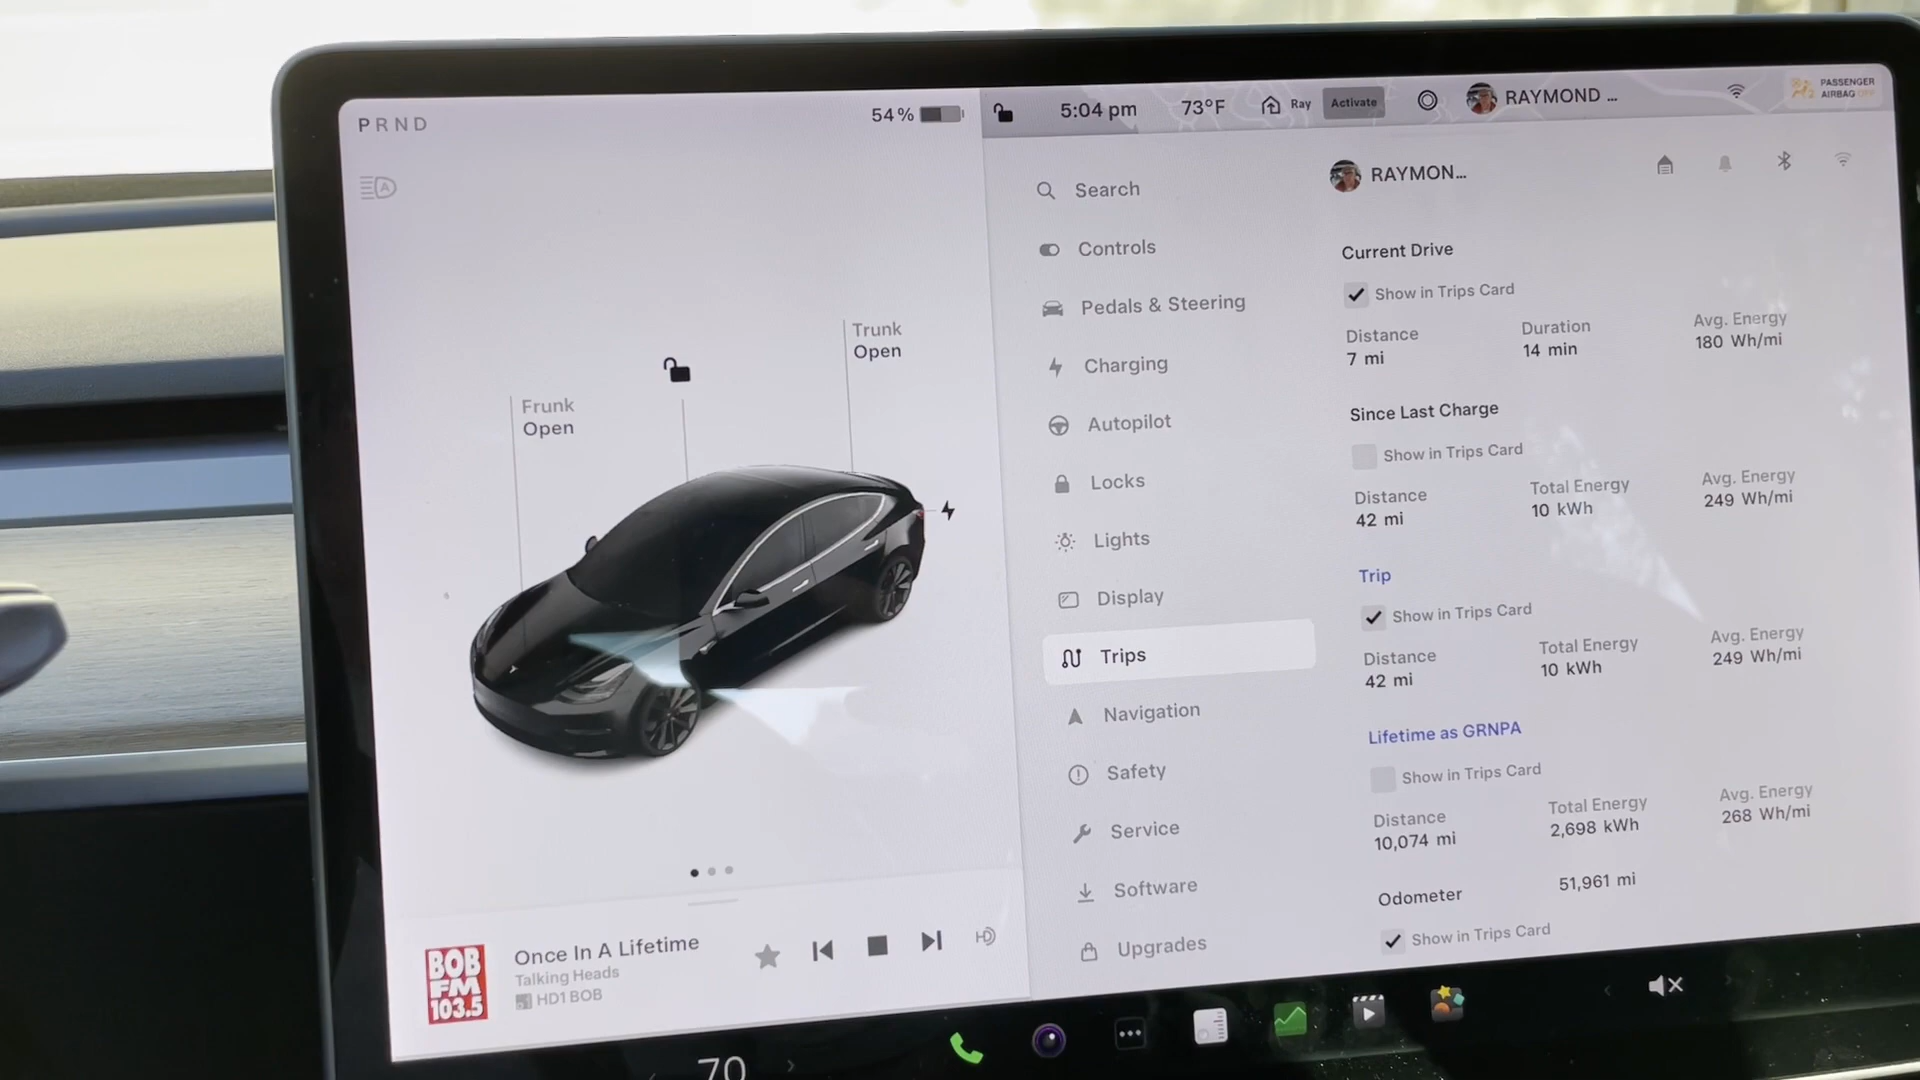 PRND
54%
5:04 pm
73°F
Ray
Activate
RAYMOND ...
PASSENGER
AIRBAG OFF
A
Frunk
Open
Trunk
Open
BOB
FM
103.5
Once In A Lifetime
Talking Heads
HD1 BOB
HD
Search
Controls
Pedals & Steering
Charging
Autopilot
Locks
Lights
Display
Trips
Navigation
Safety
Service
Software
Upgrades
RAYMON...
Current Drive
Show in Trips Card
Distance Duration Avg. Energy
7 mi 14 min 180 Wh/mi
Since Last Charge
Show in Trips Card
Distance Total Energy Avg. Energy
42 mi 10 kWh 249 Wh/mi
Trip
Show in Trips Card
Distance Total Energy Avg. Energy
42 mi 10 kWh 249 Wh/mi
Lifetime as GRNPA
Show in Trips Card
Distance Total Energy Avg. Energy
10,074 mi 2,698 kWh 268 Wh/mi
Odometer 51,961 mi
Show in Trips Card
70